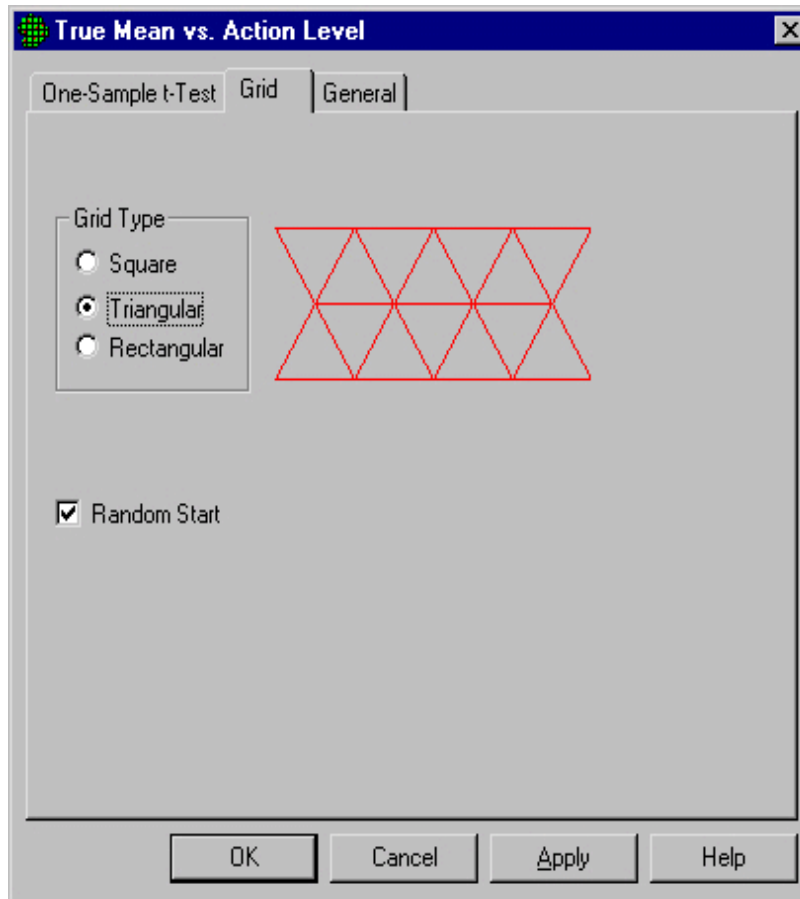 True Mean vs. Action Level
One-Sample t-Test Grid General
Grid Type
Square
Triangular
Rectangular
Random Start
OK Cancel Apply Help